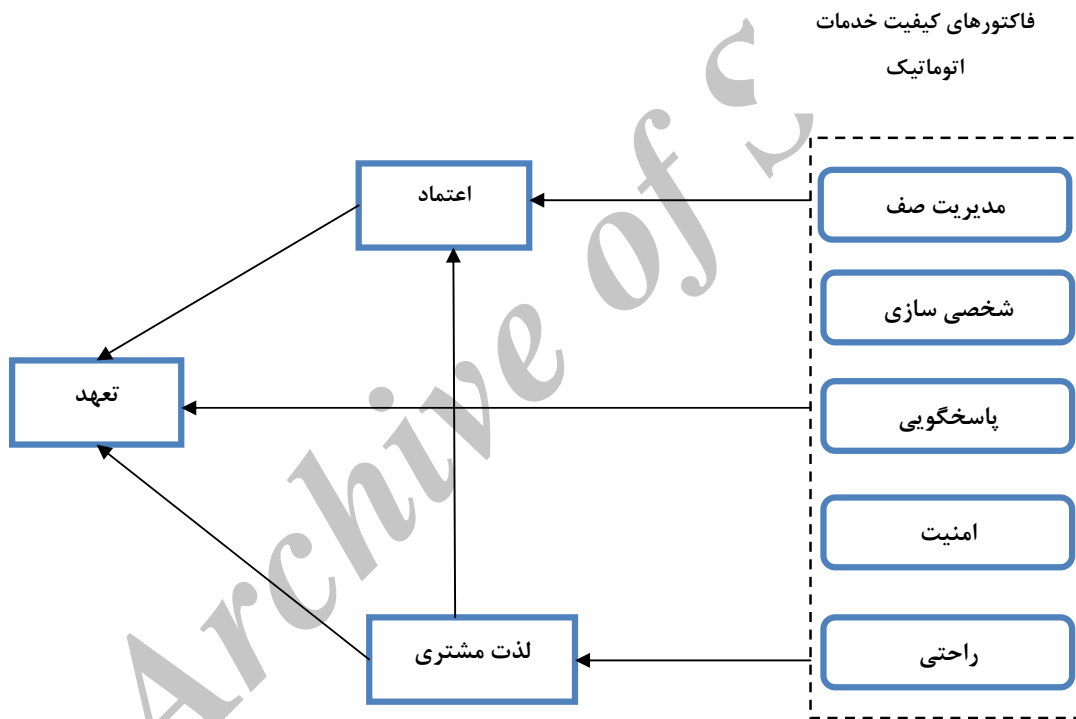 فاکتورهای کیفیت خدمات
اتوماتیک
مدیریت صف
اعتماد
شخصی سازی
تعهد
پاسخگویی
امنیت
راحتی
لذت مشتری
Archive of S